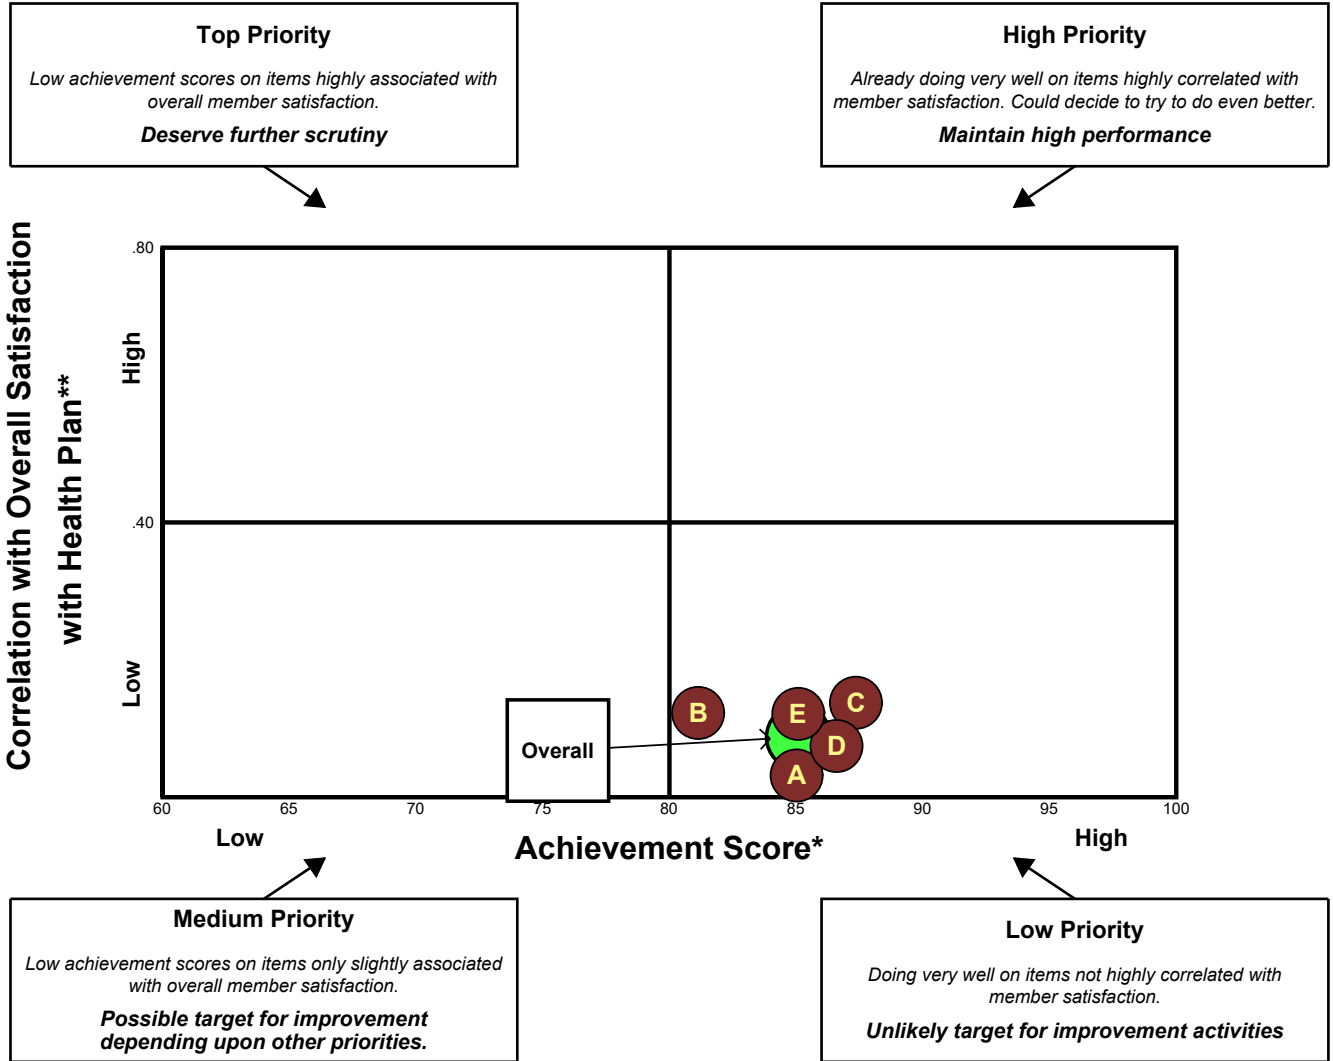 Top Priority
Low achievement scores on items highly associated with
overall member satisfaction.
Deserve further scrutiny
High Priority
Already doing very well on items highly correlated with
member satisfaction. Could decide to try to do even better.
Maintain high performance
Correlation with Overall Satisfaction
with Health Plan**
.80
High
.40
Low
B
E
C
D
A
Overall
60
65
70
75
80
85
90
95
100
Low
Achievement Score*
High
Medium Priority
Low achievement scores on items only slightly associated
with overall member satisfaction.
Possible target for improvement
depending upon other priorities.
Low Priority
Doing very well on items not highly correlated with
member satisfaction.
Unlikely target for improvement activities